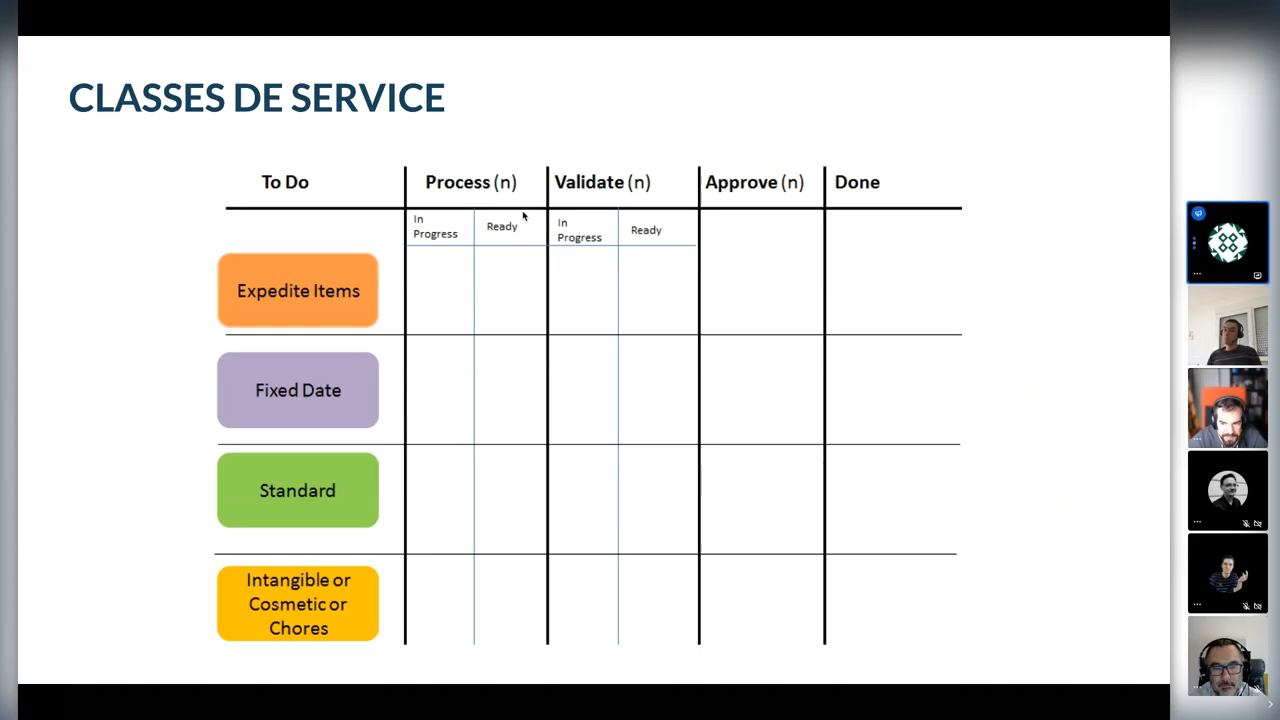 CLASSES DE SERVICE
To Do Process (n) Validate (n) Approve (n) Done
In
Progress
Ready
In
Progress
Ready
Expedite Items
Fixed Date
Standard
Intangible or
Cosmetic or
Chores